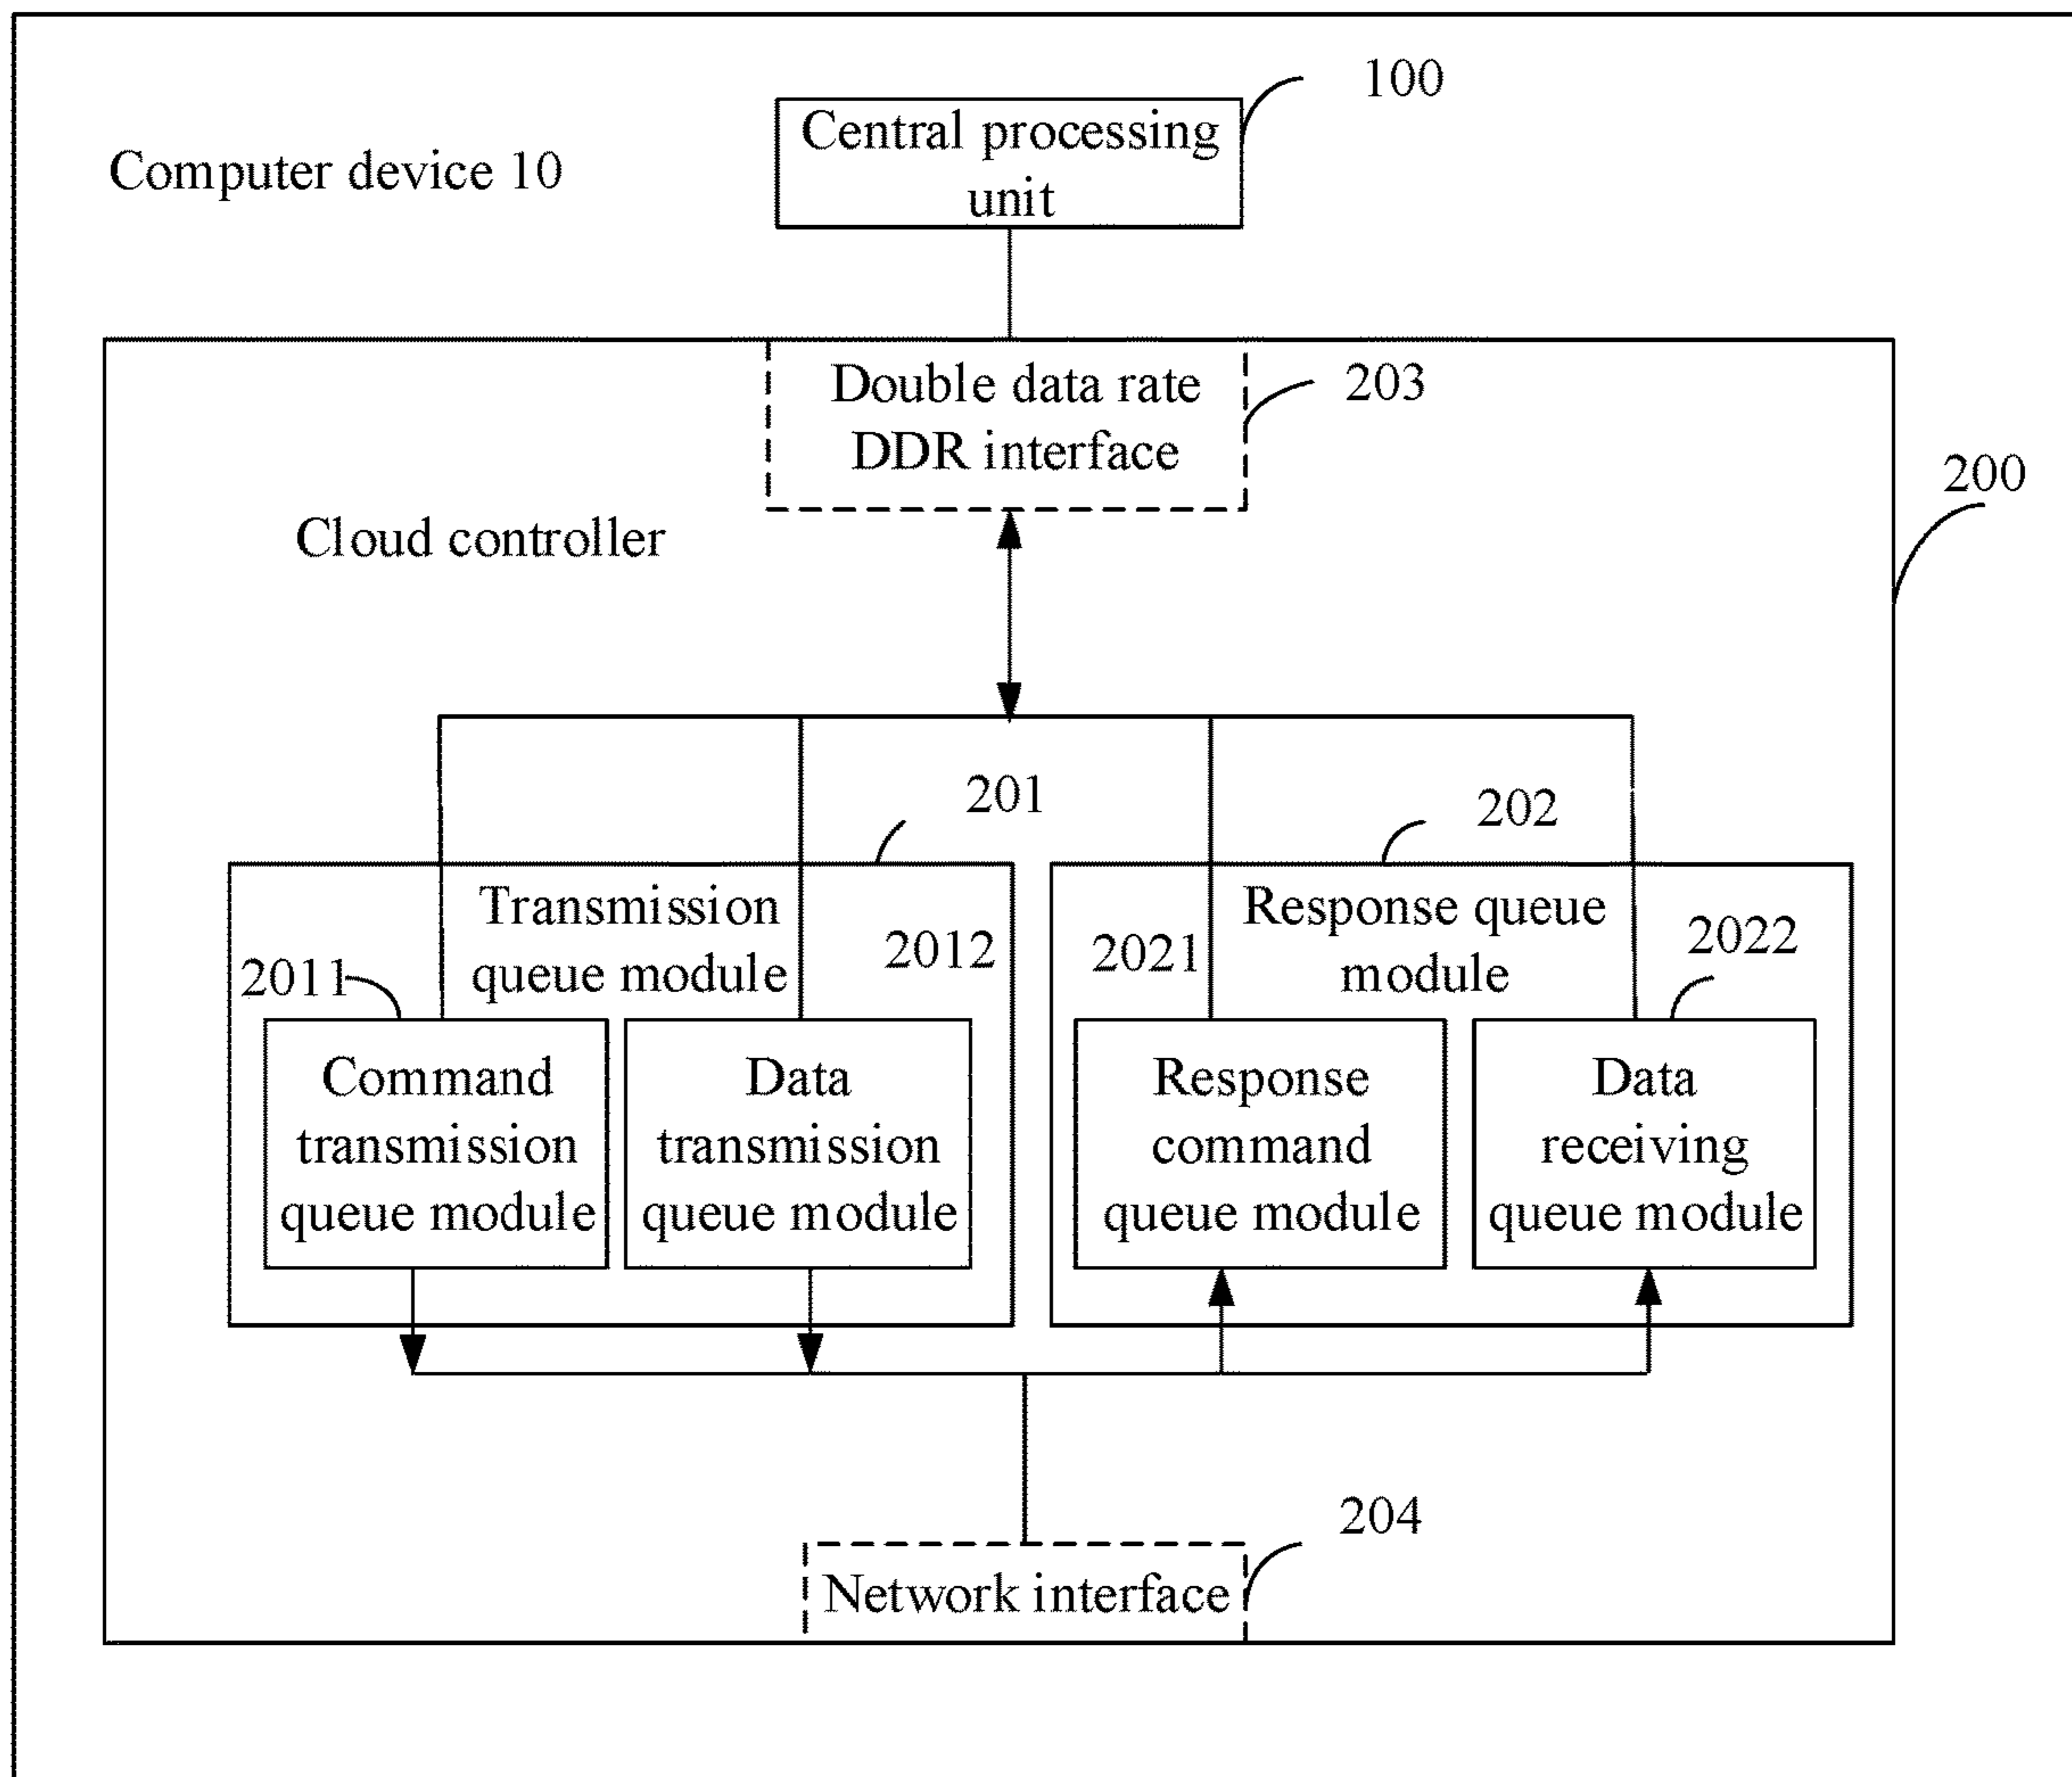 100
Central processing
unit
Computer device 10
Double data rate
DDR interface
203
200
Cloud controller
201
202
Transmission
queue module
2011
2012
Response queue
module
2021
2022
Command
transmission
queue module
Data
transmission
queue module
Response
command
queue module
Data
receiving
queue module
204
Network interface